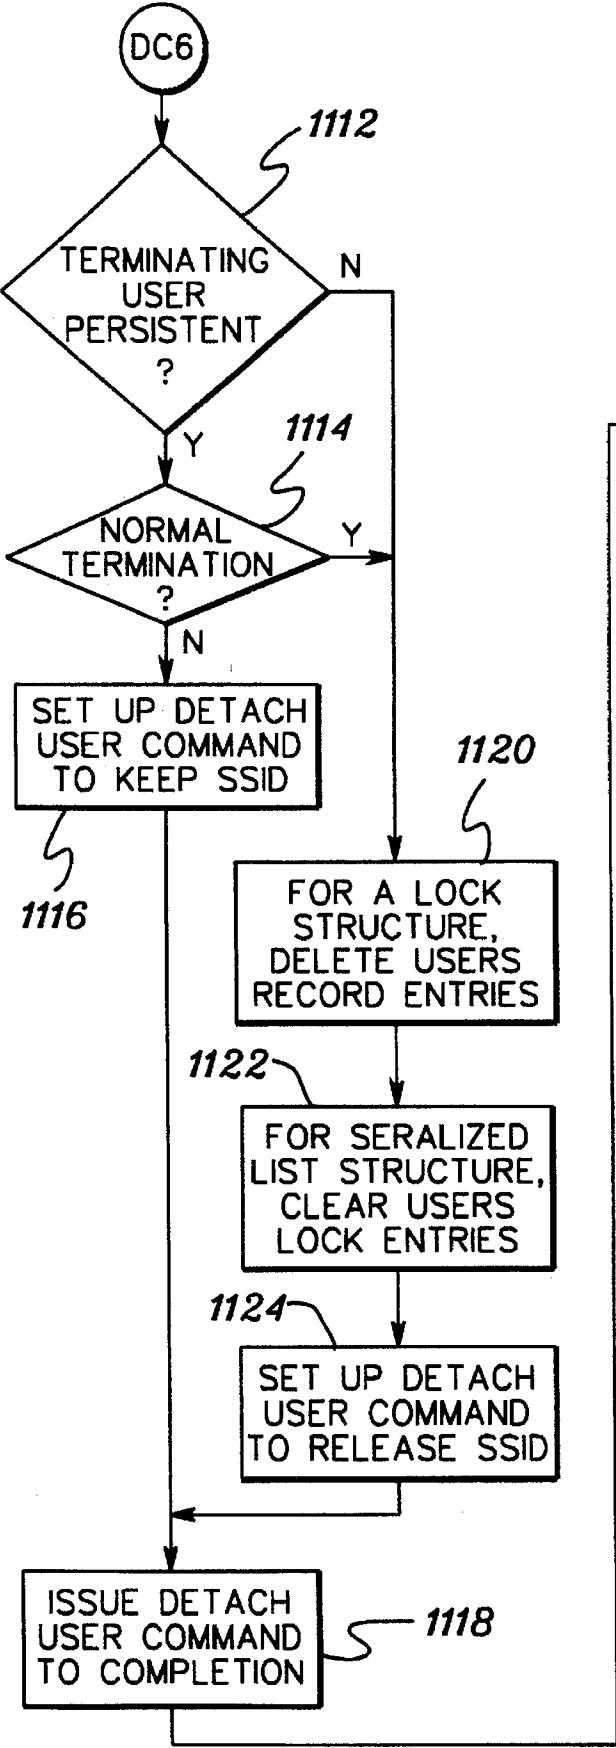 DC6
1112
TERMINATING
USER
PERSISTENT
?
N
Y
1114
NORMAL
TERMINATION
?
Y
N
SET UP DETACH
USER COMMAND
TO KEEP SSID
1116
1120
FOR A LOCK
STRUCTURE,
DELETE USERS
RECORD ENTRIES
1122
FOR SERALIZED
LIST STRUCTURE,
CLEAR USERS
LOCK ENTRIES
1124
SET UP DETACH
USER COMMAND
TO RELEASE SSID
ISSUE DETACH
USER COMMAND
TO COMPLETION
1118